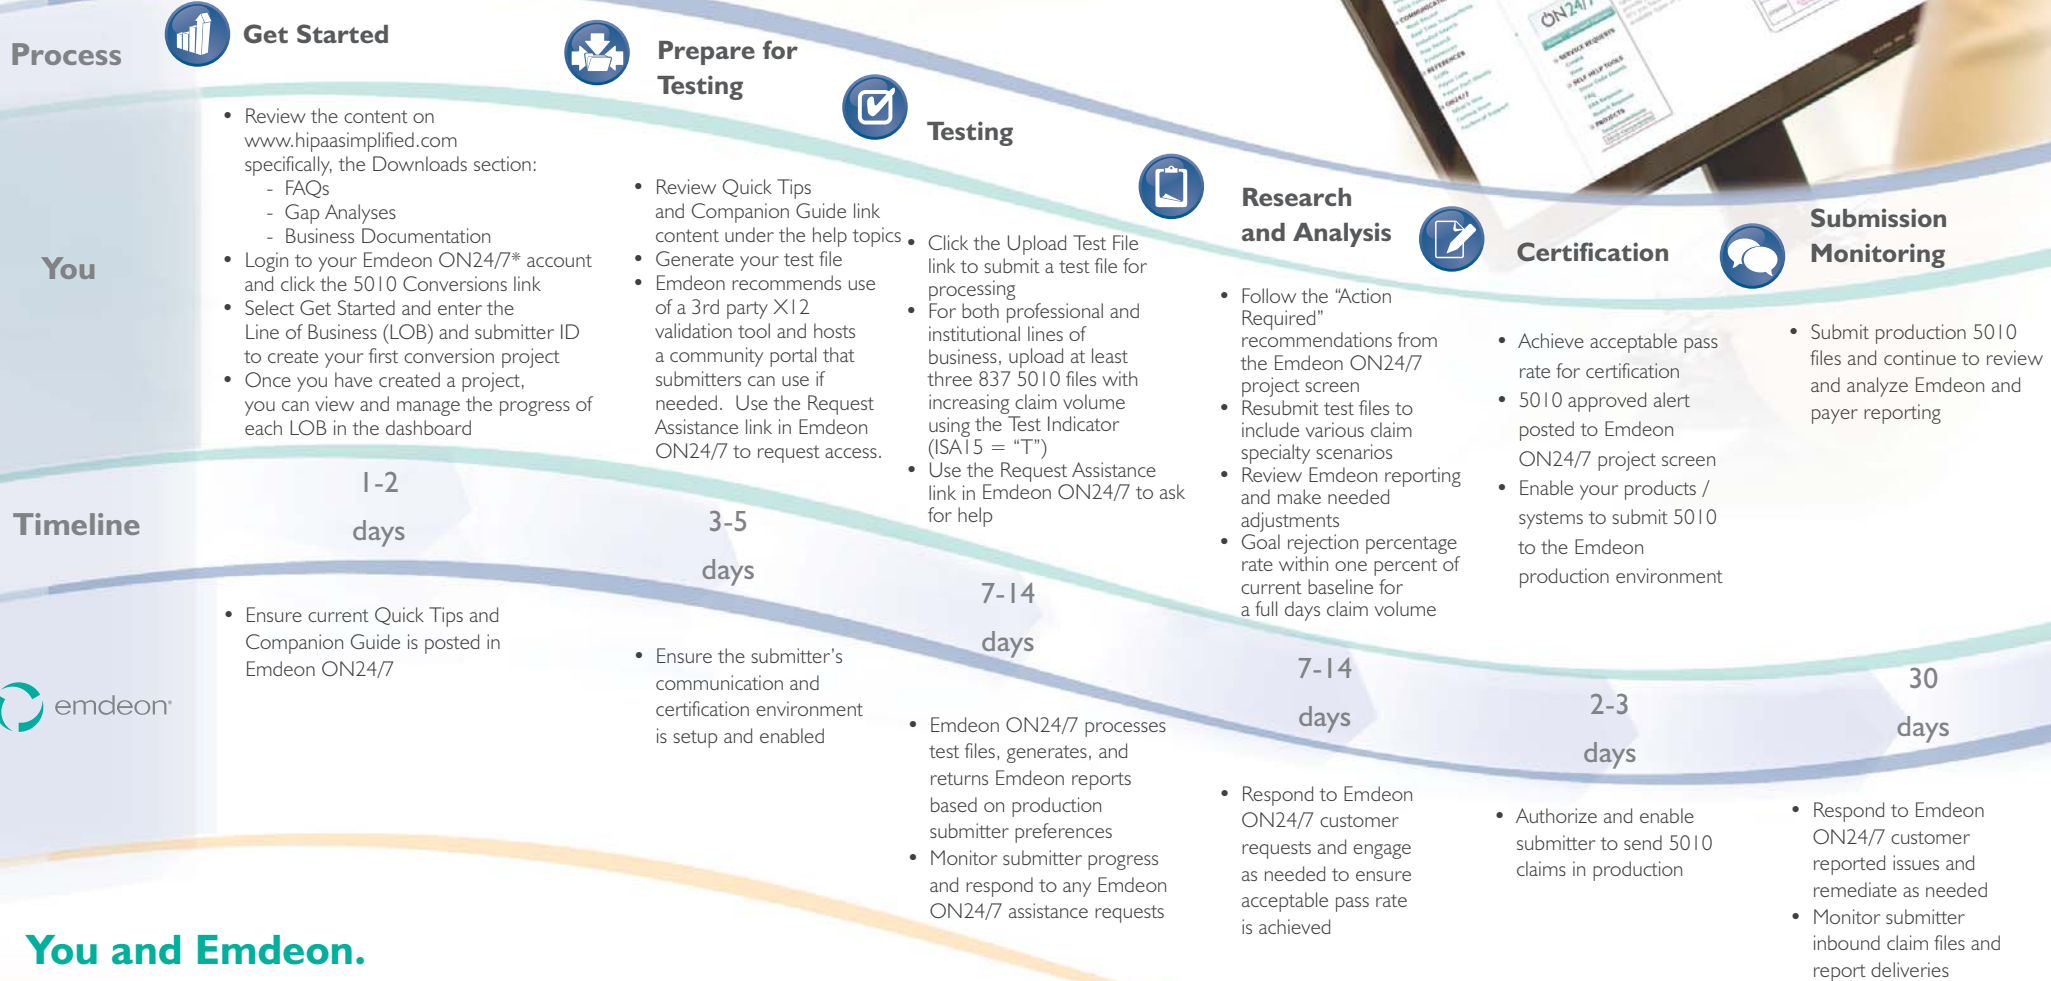 Process
Get Started
Prepare for
Testing
Testing
Research
and Analysis
Certification
Submission
Monitoring
You
• Review the content on
www.hipaasimplified.com
specifically, the Downloads section:
- FAQs
- Gap Analyses
- Business Documentation
• Login to your Emdeon ON24/7* account
and click the 5010 Conversions link
• Select Get Started and enter the
Line of Business (LOB) and submitter ID
to create your first conversion project
• Once you have created a project,
you can view and manage the progress of
each LOB in the dashboard
• Review Quick Tips
and Companion Guide link
content under the help topics
• Generate your test file
• Emdeon recommends use
of a 3rd party X12
validation tool and hosts
a community portal that
submitters can use if
needed. Use the Request
Assistance link in Emdeon
ON24/7 to request access.
• Click the Upload Test File
link to submit a test file for
processing
• For both professional and
institutional lines of
business, upload at least
three 837 5010 files with
increasing claim volume
using the Test Indicator
(ISA15 = “T”)
• Use the Request Assistance
link in Emdeon ON24/7 to ask
for help
• Follow the “Action
Required”
recommendations from
the Emdeon ON24/7
project screen
• Resubmit test files to
include various claim
specialty scenarios
• Review Emdeon reporting
and make needed
adjustments
• Goal rejection percentage
rate within one percent of
current baseline for
a full days claim volume
• Achieve acceptable pass
rate for certification
• 5010 approved alert
posted to Emdeon
ON24/7 project screen
• Enable your products /
systems to submit 5010
to the Emdeon
production environment
• Submit production 5010
files and continue to review
and analyze Emdeon and
payer reporting
Timeline
1-2
days
3-5
days
7-14
days
7-14
days
2-3
days
30
days
emdeon®
• Ensure current Quick Tips and
Companion Guide is posted in
Emdeon ON24/7
• Ensure the submitter’s
communication and
certification environment
is setup and enabled
• Emdeon ON24/7 processes
test files, generates, and
returns Emdeon reports
based on production
submitter preferences
• Monitor submitter progress
and respond to any Emdeon
ON24/7 assistance requests
• Respond to Emdeon
ON24/7 customer
requests and engage
as needed to ensure
acceptable pass rate
is achieved
• Authorize and enable
submitter to send 5010
claims in production
• Respond to Emdeon
ON24/7 customer
reported issues and
remediate as needed
• Monitor submitter
inbound claim files and
report deliveries
You and Emdeon.
ON24/7
SERVICE REQUESTS
SELF HELP TOOLS
PROJECTS
REFERENCES
ON24/7